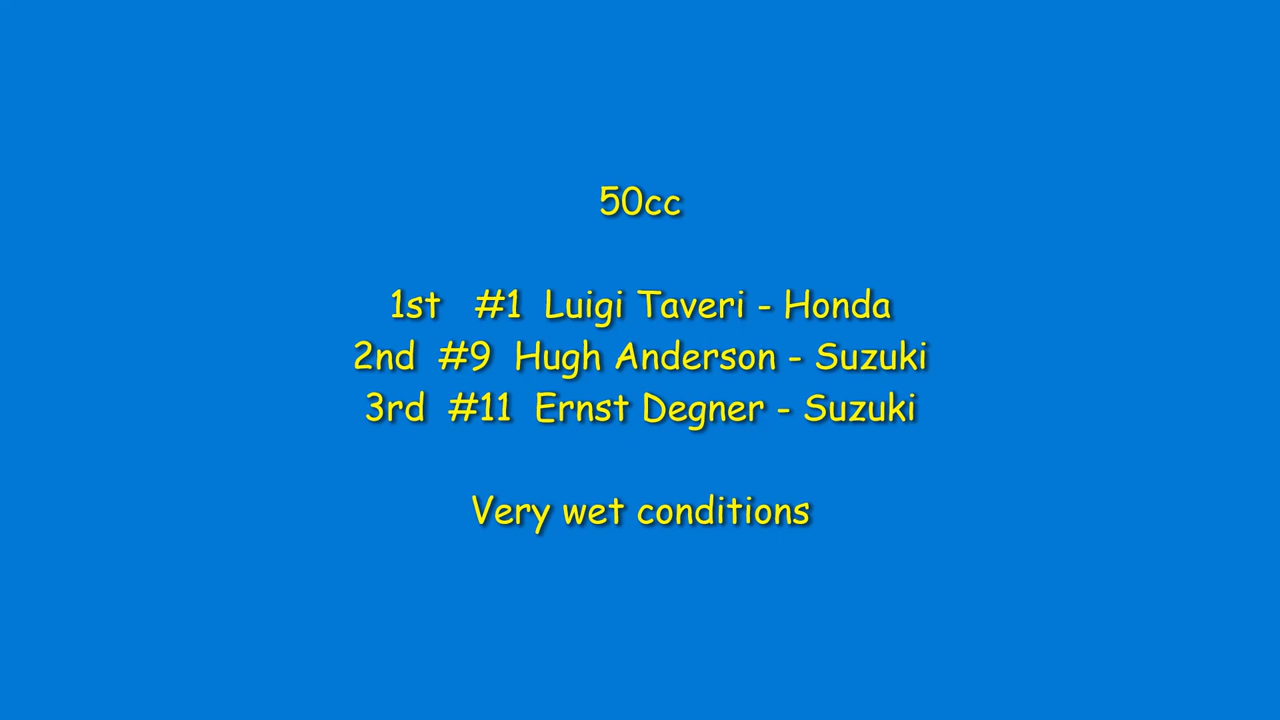 50cc
1st #1 Luigi Taveri - Honda
2nd #9 Hugh Anderson - Suzuki
3rd #11 Ernst Degner - Suzuki
Very wet conditions